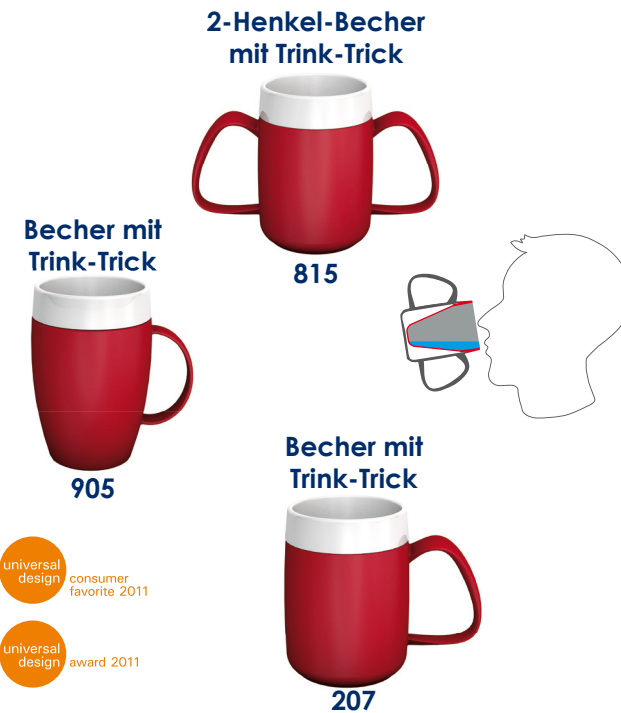 2-Henkel-Becher
mit Trink-Trick
815
Becher mit
Trink-Trick
905
Becher mit
Trink-Trick
207
universal
design
consumer
favorite 2011
universal
design
award 2011